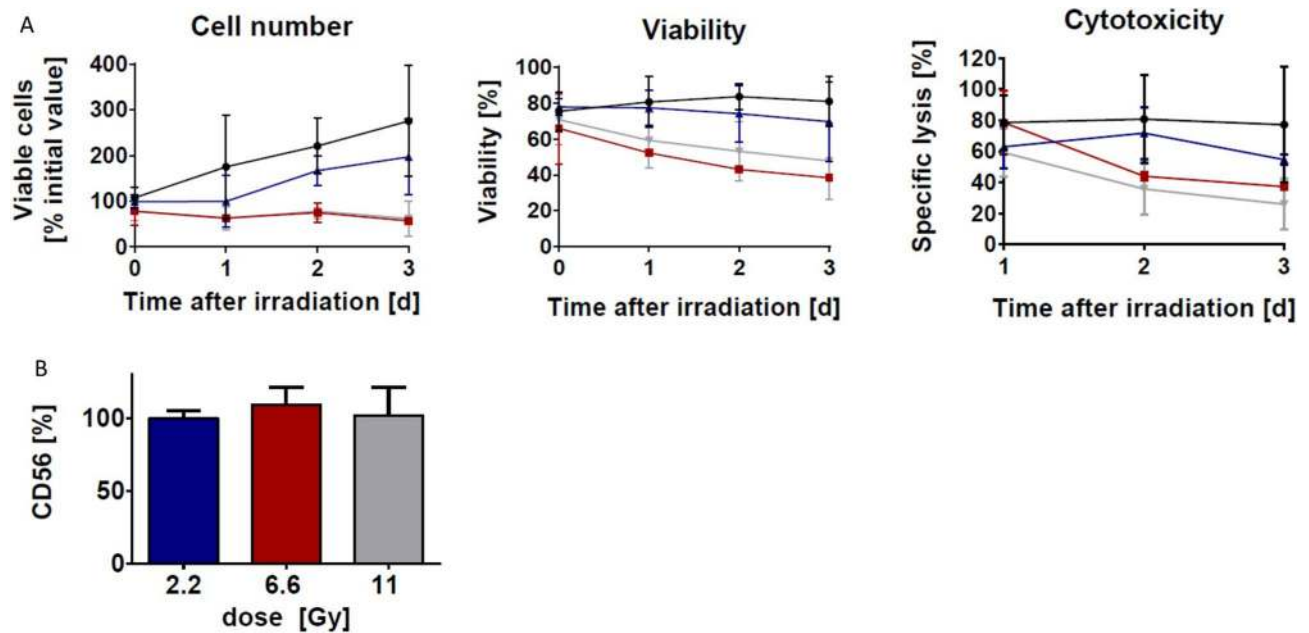 A
Cell number
Viable cells
[% initial value]
400
300
200
100
0
0 1 2 3
Time after irradiation [d]
Viability
Viability [%]
100
80
60
40
20
0
0 1 2 3
Time after irradiation [d]
Cytotoxicity
Specific lysis [%]
120
100
80
60
40
20
0
1 2 3
Time after irradiation [d]
B
CD56 [%]
100
50
0
2.2 6.6 11
dose [Gy]